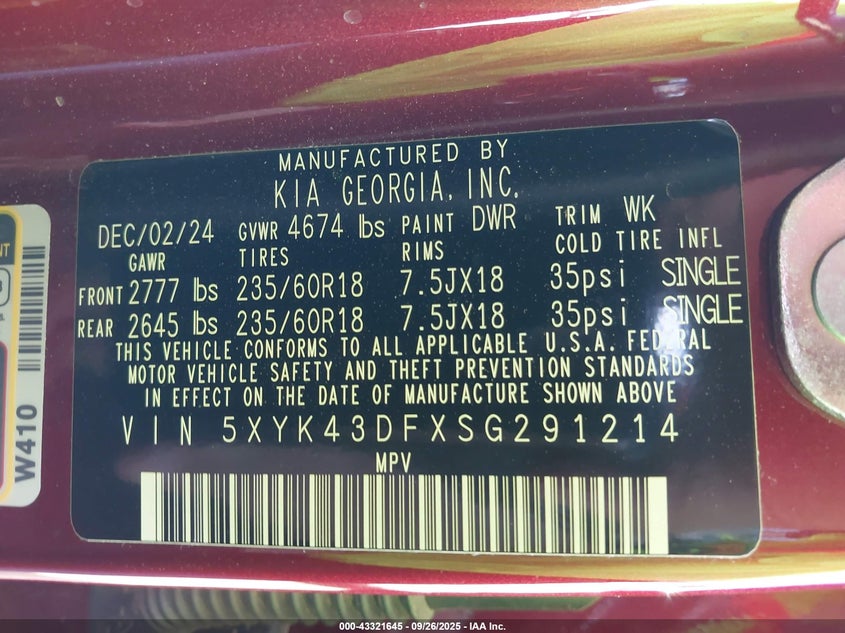 MANUFACTURED BY
KIA GEORGIA, INC.
DEC/02/24 GVWR 4674 lbs PAINT DWR TRIM WK
GAWR TIRES RIMS COLD TIRE INFL
FRONT 2777 lbs 235/60R18 7.5JX18 35psi SINGLE
REAR 2645 lbs 235/60R18 7.5JX18 35psi SINGLE
THIS VEHICLE CONFORMS TO ALL APPLICABLE U.S.A. FEDERAL
MOTOR VEHICLE SAFETY AND THEFT PREVENTION STANDARDS
IN EFFECT ON THE DATE OF MANUFACTURE SHOWN ABOVE
VIN 5XYK43DFXSG291214
MPV
W410
000-43321645 - 09/26/2025 - IAA Inc.